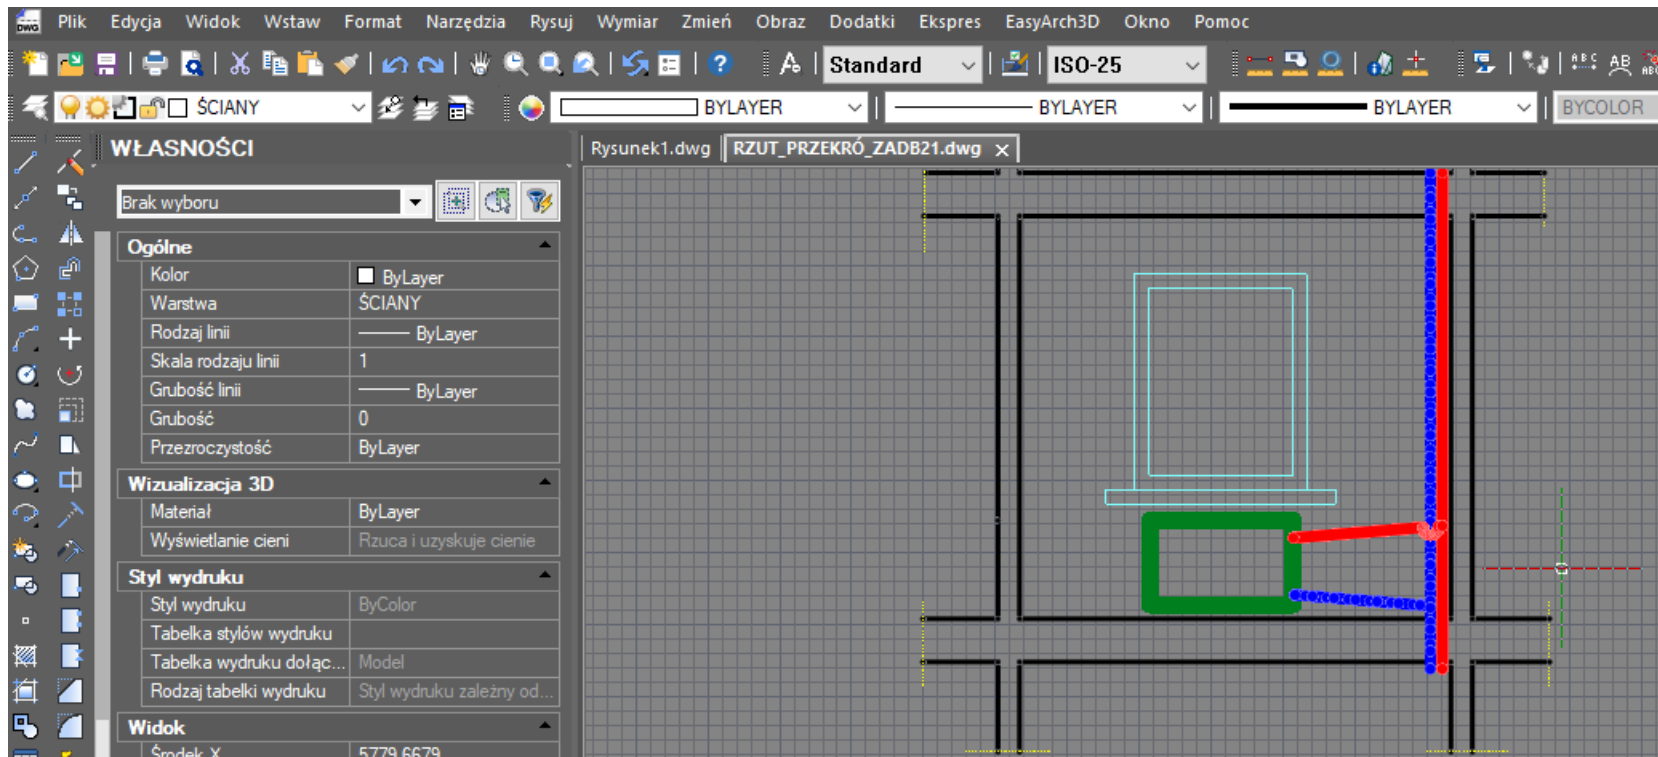 DWG Plik Edycja Widok Wstaw Format Narzędzia Rysuj Wymiar Zmień Obraz Dodatki Ekspres EasyArch3D Okno Pomoc
Standard ISO-25
ŚCIANY BYLAYER BYLAYER BYLAYER BYCOLOR
WŁASNOŚCI
Rysunek1.dwg RZUT_PRZEKRÓ_ZADB21.dwg
Brak wyboru
Ogólne
Kolor ByLayer
Warstwa ŚCIANY
Rodzaj linii ByLayer
Skala rodzaju linii 1
Grubość linii ByLayer
Grubość 0
Przezroczystość ByLayer
Wizualizacja 3D
Materiał ByLayer
Wyświetlanie cieni Rzuca i uzyskuje cienie
Styl wydruku
Styl wydruku ByColor
Tabelka stylów wydruku
Tabelka wydruku dołąc... Model
Rodzaj tabelki wydruku Styl wydruku zależny od...
Widok
Środek X 5779.6679